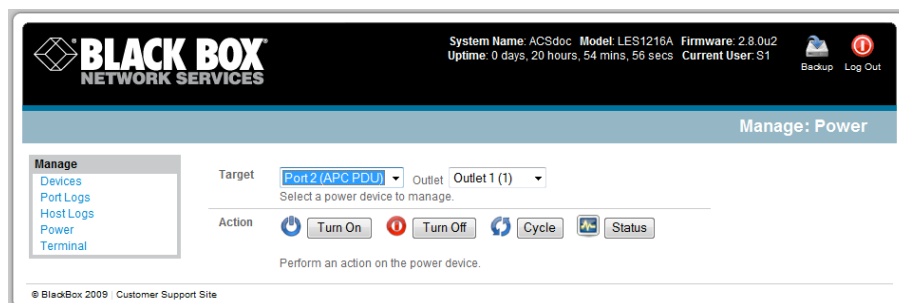 BLACK BOX
NETWORK SERVICES
System Name: ACSdoc Model: LES1216A Firmware: 2.8.0u2
Uptime: 0 days, 20 hours, 54 mins, 56 secs Current User: S1
Backup Log Out
Manage: Power
Manage
Devices
Port Logs
Host Logs
Power
Terminal
Target Port 2 (APC PDU) Outlet Outlet 1 (1)
Select a power device to manage.
Action Turn On Turn Off Cycle Status
Perform an action on the power device.
© BlackBox 2009 | Customer Support Site